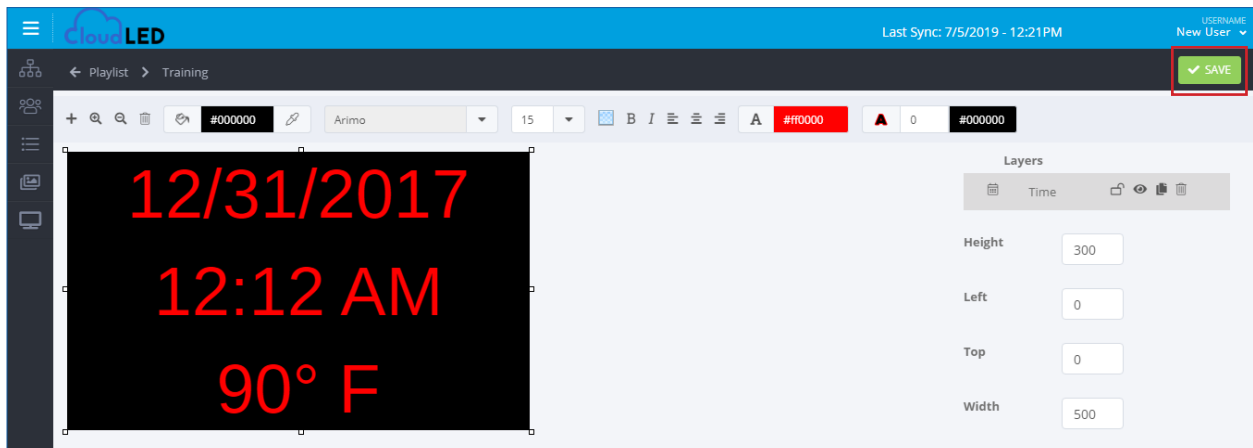 CloudLED
Last Sync: 7/5/2019 - 12:21PM
USERNAME
New User
Playlist
Training
SAVE
#000000
Arimo
15
B I
A
#ff0000
A
0
#000000
12/31/2017
12:12 AM
90° F
Layers
Time
Height
300
Left
0
Top
0
Width
500